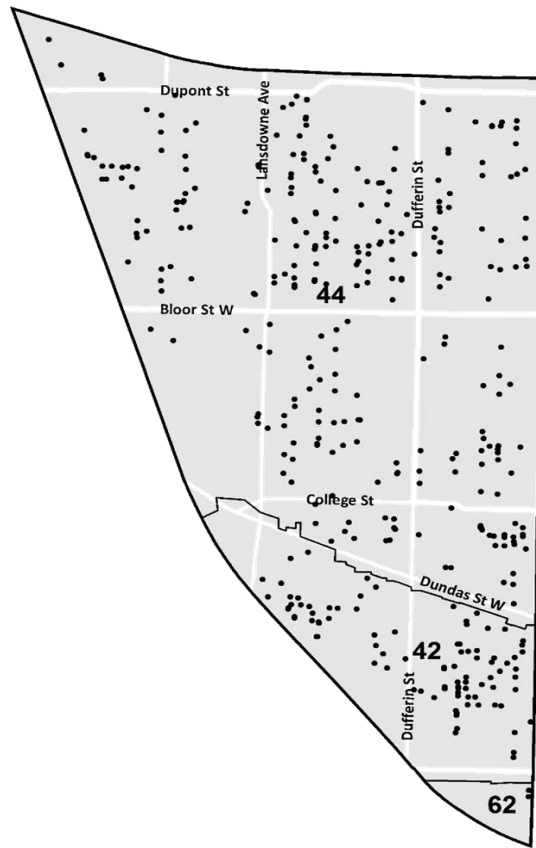 Dupont St
Lansdowne Ave
Dufferin St
44
Bloor St W
College St
Dundas St W
42
Dufferin St
62